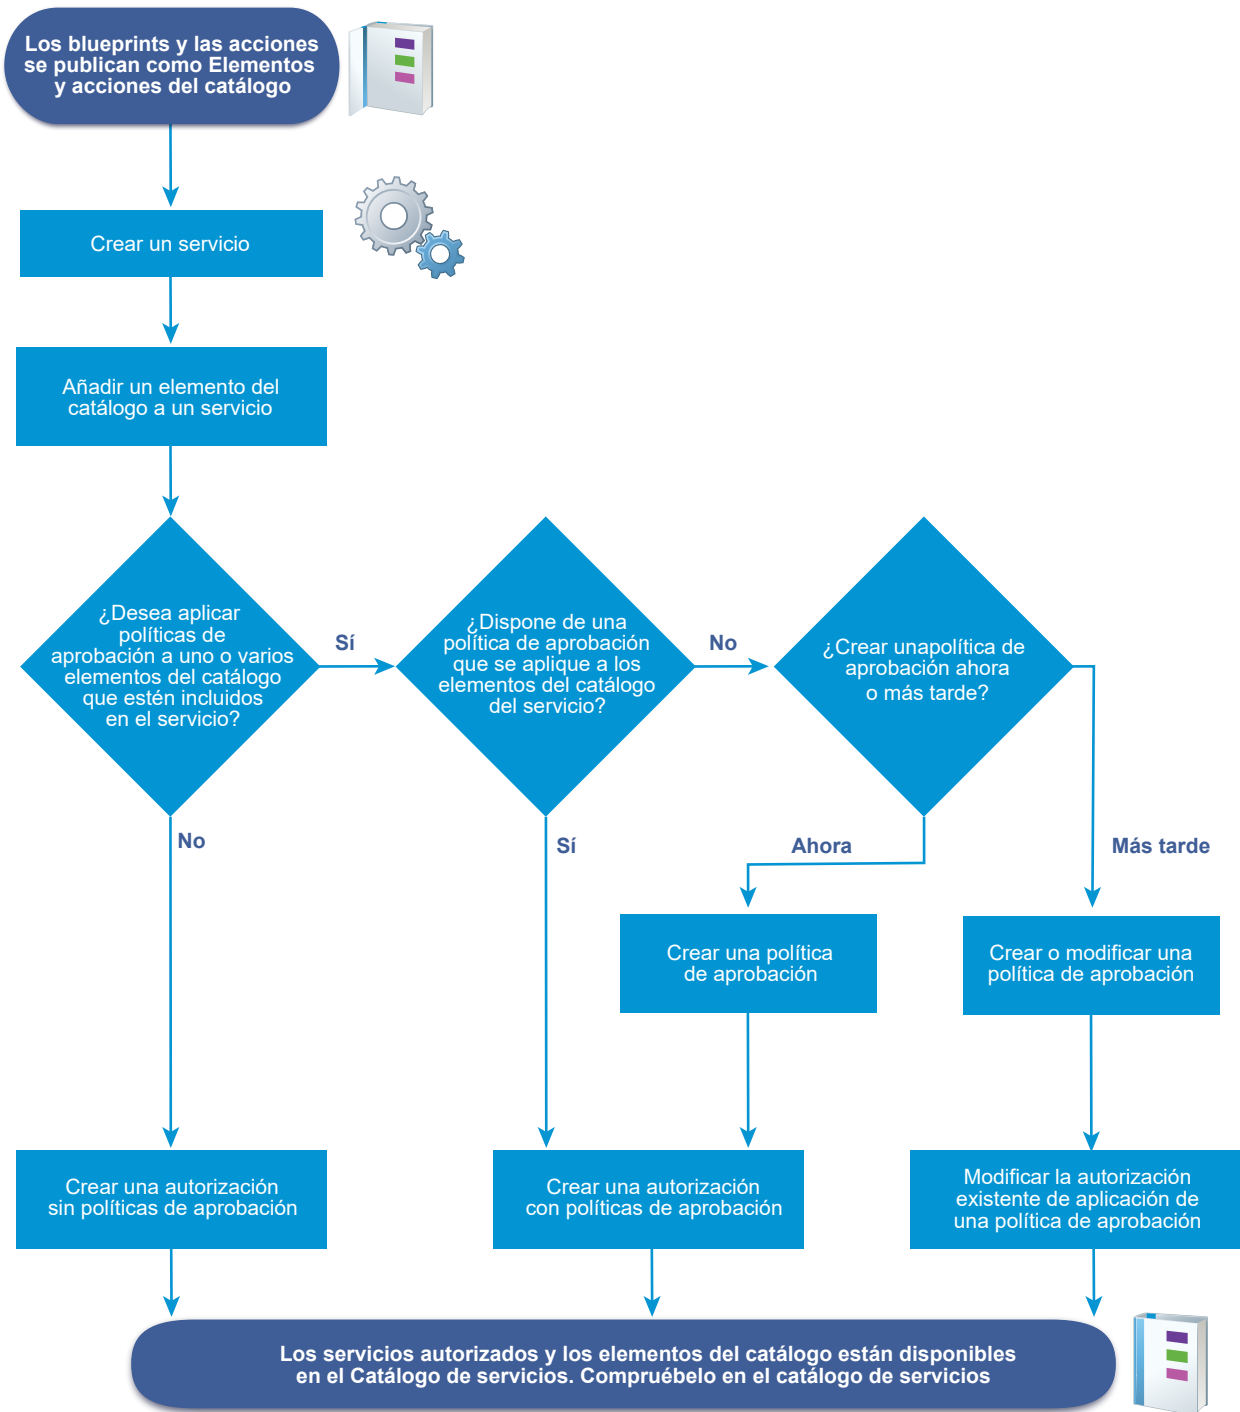 Los blueprints y las acciones
se publican como Elementos
y acciones del catálogo
Crear un servicio
Añadir un elemento del
catálogo a un servicio
¿Desea aplicar
políticas de
aprobación a uno o varios
elementos del catálogo
que estén incluidos
en el servicio?
Sí
¿Dispone de una
política de aprobación
que se aplique a los
elementos del catálogo
del servicio?
No
¿Crear unapolítica de
aprobación ahora
o más tarde?
No
Sí
Ahora
Más tarde
Crear una política
de aprobación
Crear o modificar una
política de aprobación
Crear una autorización
sin políticas de aprobación
Crear una autorización
con políticas de aprobación
Modificar la autorización
existente de aplicación de
una política de aprobación
Los servicios autorizados y los elementos del catálogo están disponibles
en el Catálogo de servicios. Compruébelo en el catálogo de servicios